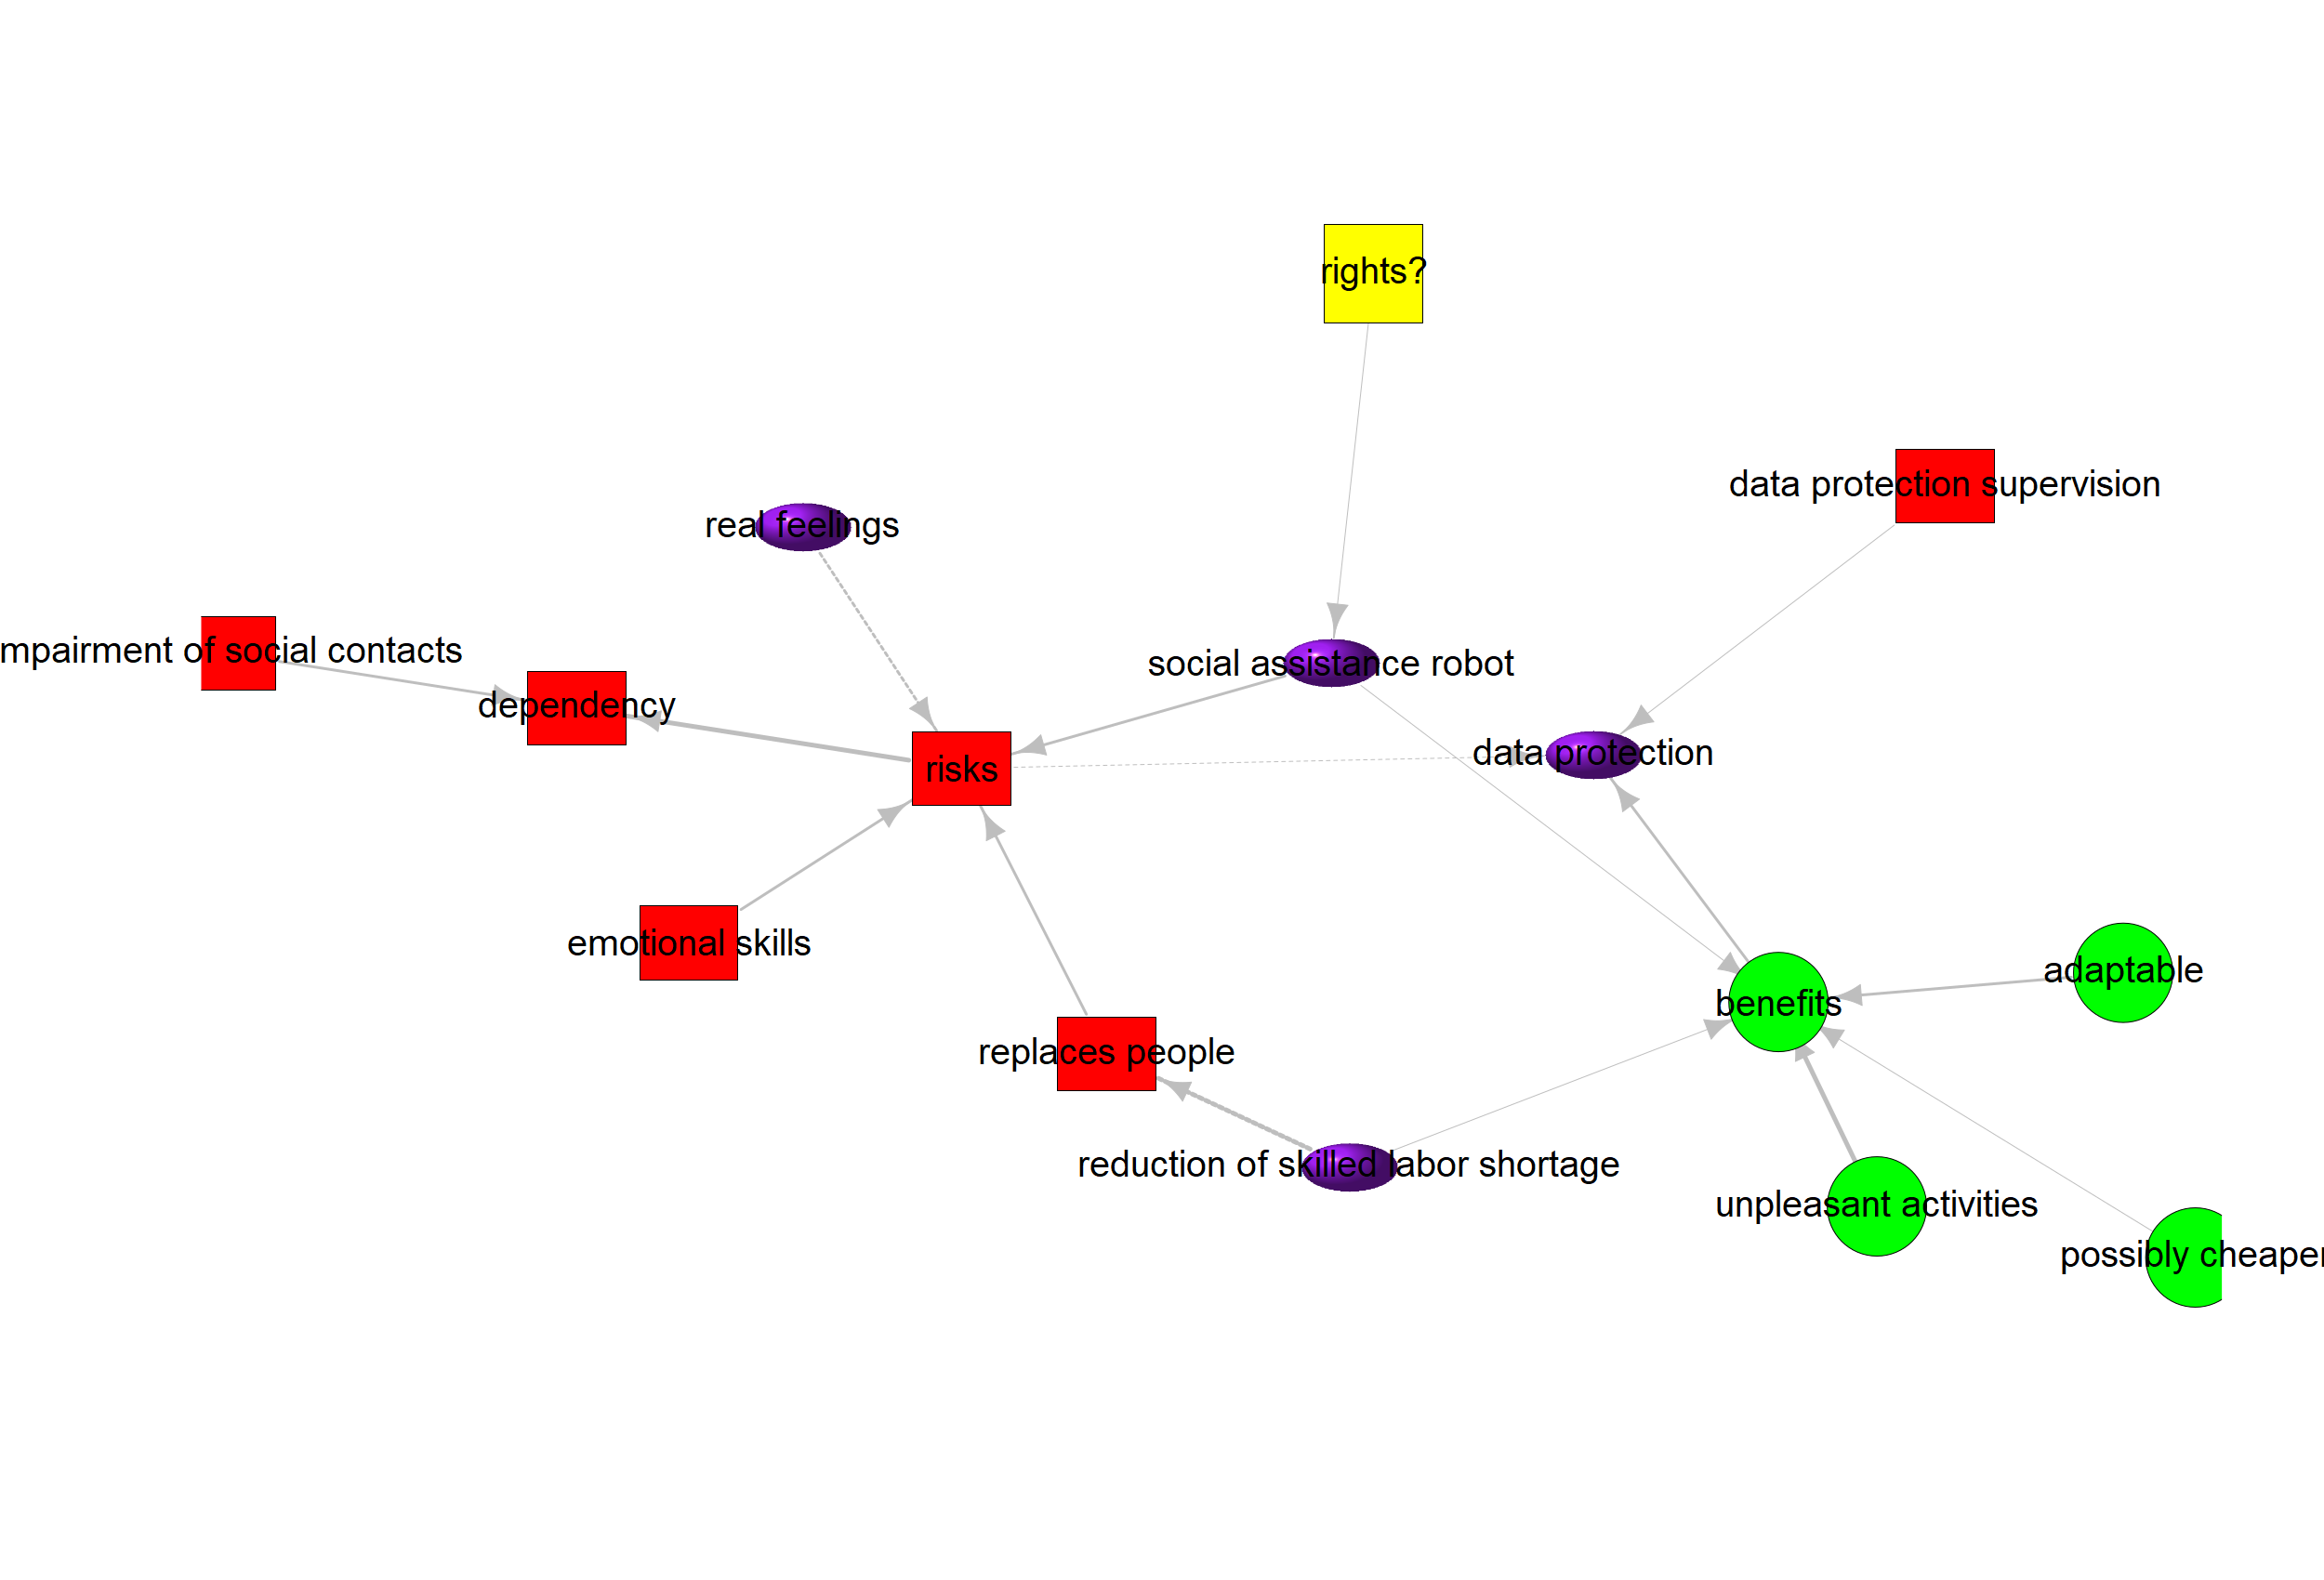 rights?
data protection supervision
real feelings
mpairment of social contacts
social assistance robot
dependency
data protection
risks
emotional skills
adaptable
benefits
replaces people
reduction of skilled labor shortage
unpleasant activities
possibly cheaper